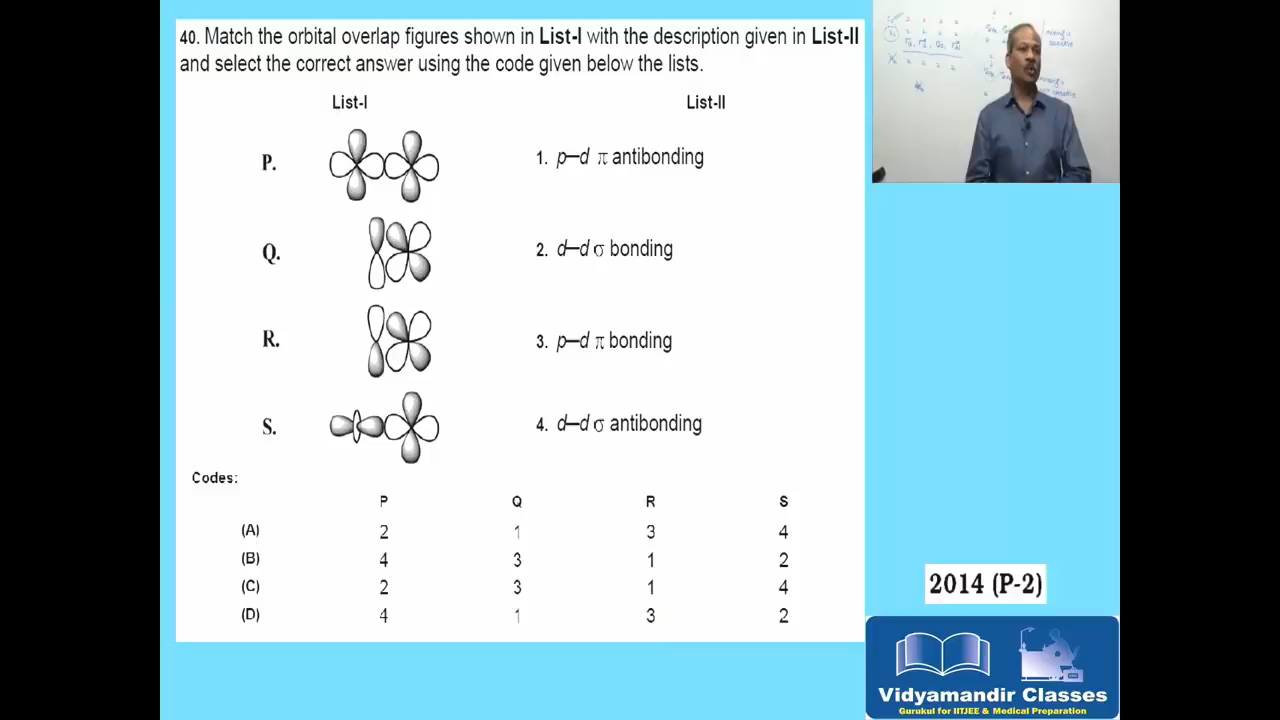 40. Match the orbital overlap figures shown in List-I with the description given in List-II
and select the correct answer using the code given below the lists.
List-I List-II
P. 1. p–d π antibonding
Q. 2. d–d σ bonding
R. 3. p–d π bonding
S. 4. d–d σ antibonding
Codes:
P Q R S
(A) 2 1 3 4
(B) 4 3 1 2
(C) 2 3 1 4
(D) 4 1 3 2
2014 (P-2)
Vidyamandir Classes
Gurukul for IITJEE & Medical Preparation